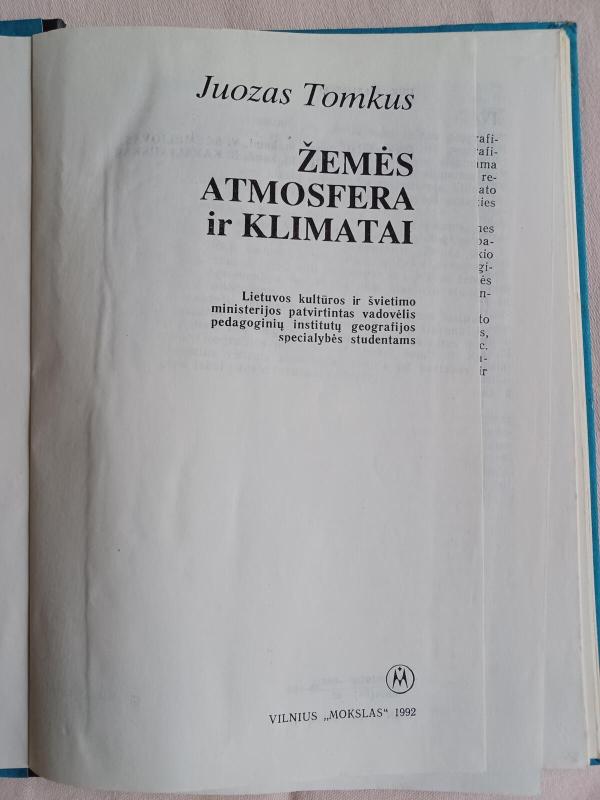 Juozas Tomkus
ŽEMĖS
ATMOSFERA
ir KLIMATAI
Lietuvos kultūros ir švietimo
ministerijos patvirtintas vadovėlis
pedagoginių institutų geografijos
specialybės studentams
VILNIUS „MOKSLAS“ 1992